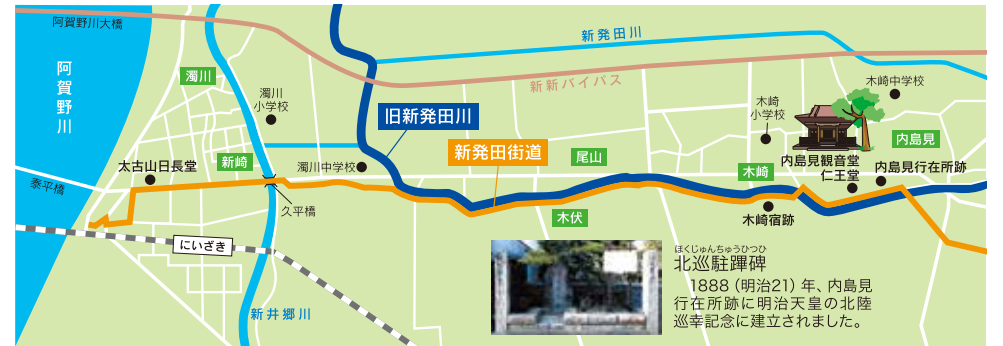 阿賀野川大橋
阿賀野川
濁川
濁川
小学校
新発田川
新新バイパス
旧新発田川
新発田街道
尾山
木崎
小学校
木崎中学校
内島見
太古山日長堂
新崎
濁川中学校
木崎
内島見観音堂
仁王堂
内島見行在所跡
泰平橋
久平橋
木伏
木崎宿跡
にいざき
新井郷川
ほくじゅんちゅうひつひ
北巡駐蹕碑
1888（明治21）年、内島見
行在所跡に明治天皇の北陸
巡幸記念に建立されました。